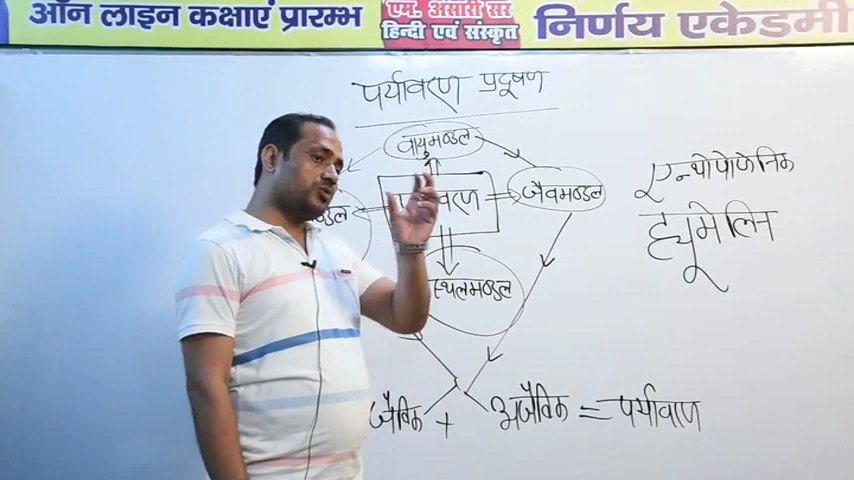 ऑन लाइन कक्षाएं प्रारम्भ
एम. अंसारी सर
हिन्दी एवं संस्कृत
निर्णय एकेडमी
पर्यावरण प्रदूषण
वायुमण्डल
जैवमण्डल
स्थलमण्डल
एन्थ्रोपोजेनिक
ह्यूमेलिन
जैविक + अजैविक = पर्यावरण